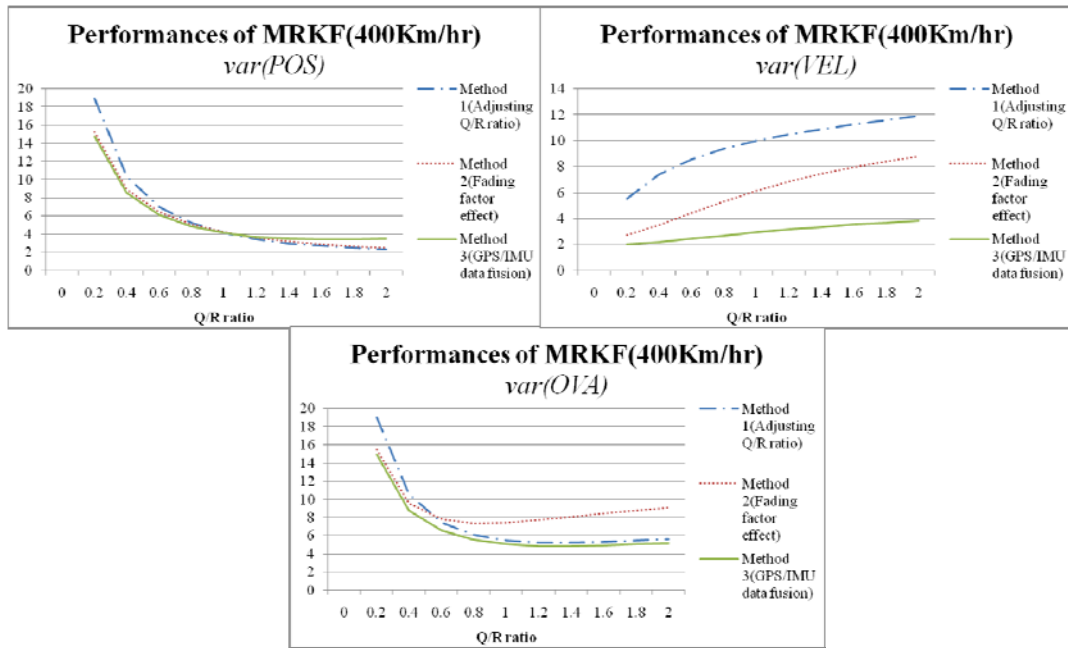 Performances of MRKF(400Km/hr)
var(POS)
20
18
16
14
12
10
8
6
4
2
0
0 0.2 0.4 0.6 0.8 1 1.2 1.4 1.6 1.8 2
Q/R ratio
Method
1(Adjusting
Q/R ratio)
Method
2(Fading
factor
effect)
Method
3(GPS/IMU
data fusion)
Performances of MRKF(400Km/hr)
var(VEL)
14
12
10
8
6
4
2
0
0 0.2 0.4 0.6 0.8 1 1.2 1.4 1.6 1.8 2
Q/R ratio
Method
1(Adjusting
Q/R ratio)
Method
2(Fading
factor
effect)
Method
3(GPS/IMU
data fusion)
Performances of MRKF(400Km/hr)
var(OVA)
20
18
16
14
12
10
8
6
4
2
0
0 0.2 0.4 0.6 0.8 1 1.2 1.4 1.6 1.8 2
Q/R ratio
Method
1(Adjusting
Q/R ratio)
Method
2(Fading
factor
effect)
Method
3(GPS/IMU
data fusion)